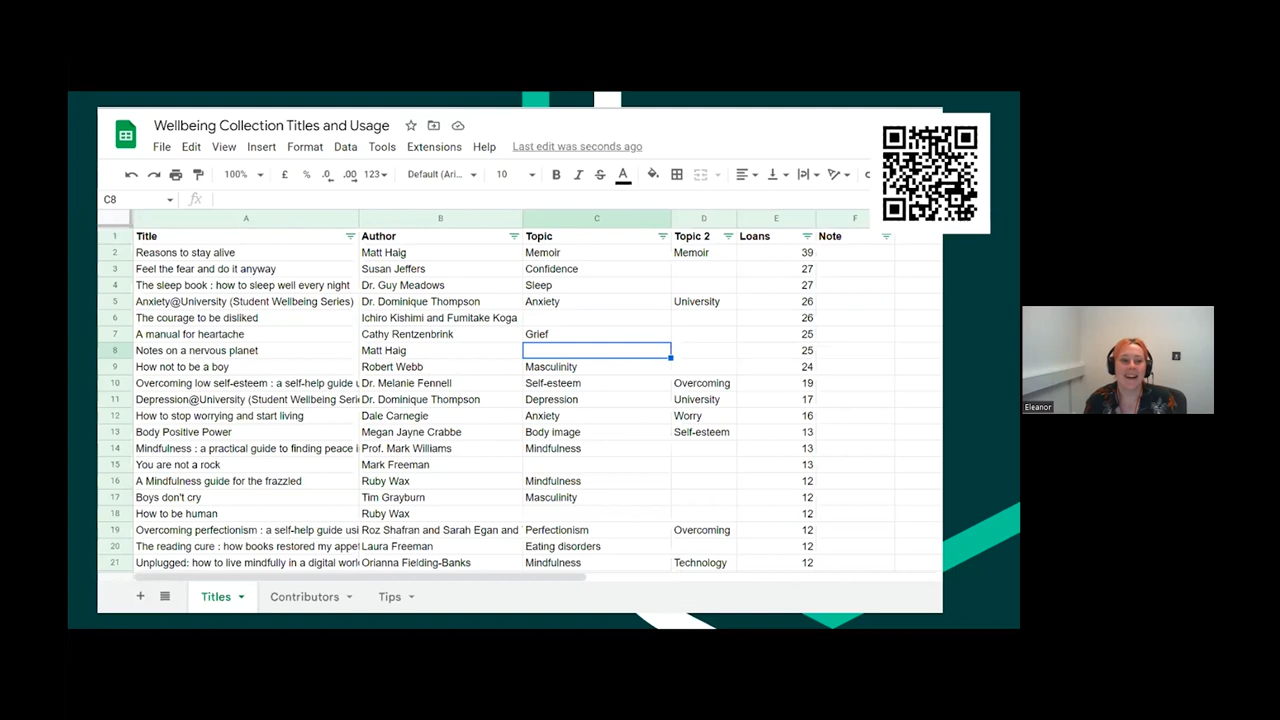 Wellbeing Collection Titles and Usage
File Edit View Insert Format Data Tools Extensions Help Last edit was seconds ago
100% £ % .0 .00 123 Default (Ari... 10 B I S A
C8 fx
A B C D E F
1 Title Author Topic Topic 2 Loans Note
2 Reasons to stay alive Matt Haig Memoir Memoir 39
3 Feel the fear and do it anyway Susan Jeffers Confidence 27
4 The sleep book : how to sleep well every night Dr. Guy Meadows Sleep 27
5 Anxiety@University (Student Wellbeing Series) Dr. Dominique Thompson Anxiety University 26
6 The courage to be disliked Ichiro Kishimi and Fumitake Koga 26
7 A manual for heartache Cathy Rentzenbrink Grief 25
8 Notes on a nervous planet Matt Haig 25
9 How not to be a boy Robert Webb Masculinity 24
10 Overcoming low self-esteem : a self-help guide u Dr. Melanie Fennell Self-esteem Overcoming 19
11 Depression@University (Student Wellbeing Seri Dr. Dominique Thompson Depression University 17
12 How to stop worrying and start living Dale Carnegie Anxiety Worry 16
13 Body Positive Power Megan Jayne Crabbe Body image Self-esteem 13
14 Mindfulness : a practical guide to finding peace i Prof. Mark Williams Mindfulness 13
15 You are not a rock Mark Freeman 13
16 A Mindfulness guide for the frazzled Ruby Wax Mindfulness 12
17 Boys don't cry Tim Grayburn Masculinity 12
18 How to be human Ruby Wax 12
19 Overcoming perfectionism : a self-help guide usi Roz Shafran and Sarah Egan and Perfectionism Overcoming 12
20 The reading cure : how books restored my appet Laura Freeman Eating disorders 12
21 Unplugged: how to live mindfully in a digital worl Orianna Fielding-Banks Mindfulness Technology 12
Titles Contributors Tips
Eleanor